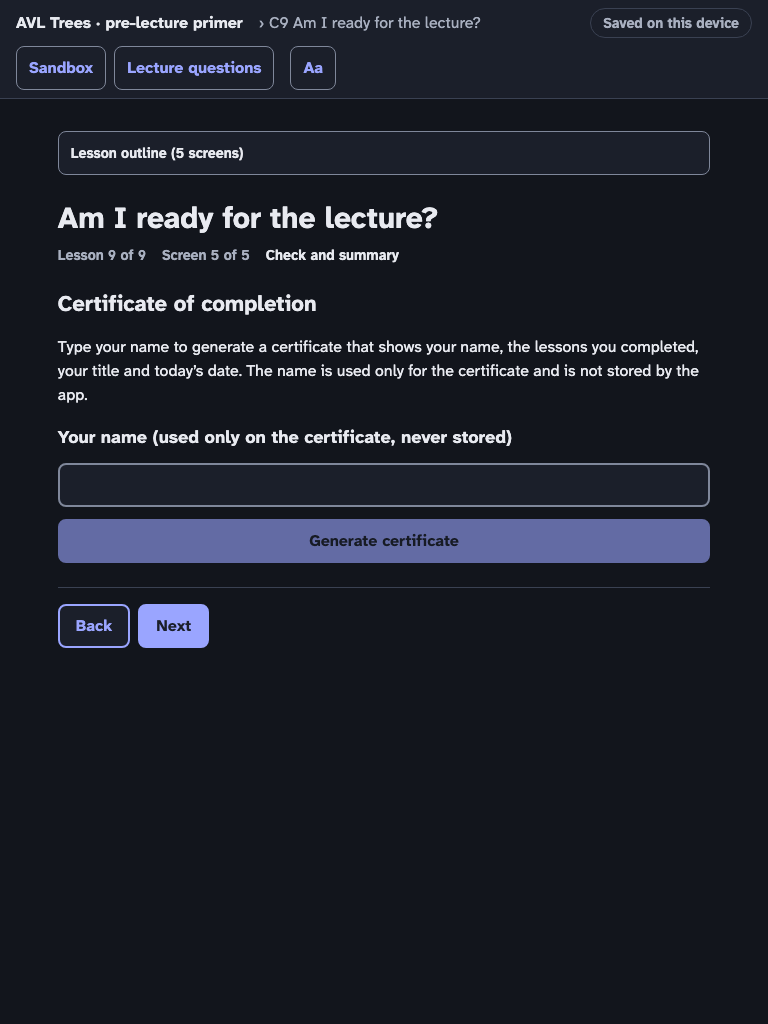 AVL Trees · pre-lecture primer › C9 Am I ready for the lecture? Saved on this device
Sandbox Lecture questions Aa
Lesson outline (5 screens)
Am I ready for the lecture?
Lesson 9 of 9 Screen 5 of 5 Check and summary
Certificate of completion
Type your name to generate a certificate that shows your name, the lessons you completed,
your title and today's date. The name is used only for the certificate and is not stored by the
app.
Your name (used only on the certificate, never stored)
Generate certificate
Back Next